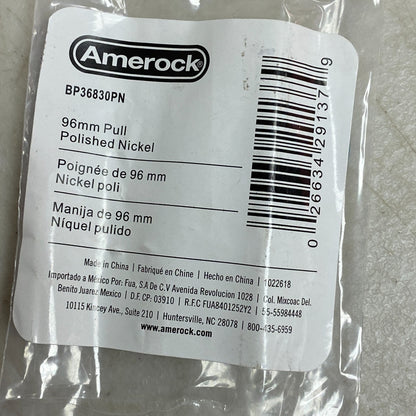 Amerock®
BP36830PN
96mm Pull
Polished Nickel
Poignée de 96 mm
Nickel poli
Manija de 96 mm
Níquel pulido
0 26634 29137 9
Made in China | Fabriqué en Chine | Hecho en China | 1022618
Importado a México Por: Fua, S.A De C.V Avenida Revolucion 1028 | Col. Mixcoac Del.
Benito Juarez Mexico | D.F. CP: 03910 | R.F.C FUA8401252Y2 | 55-55984448
10115 Kincey Ave., Suite 210 | Huntersville, NC 28078 | 800-435-6959
www.amerock.com